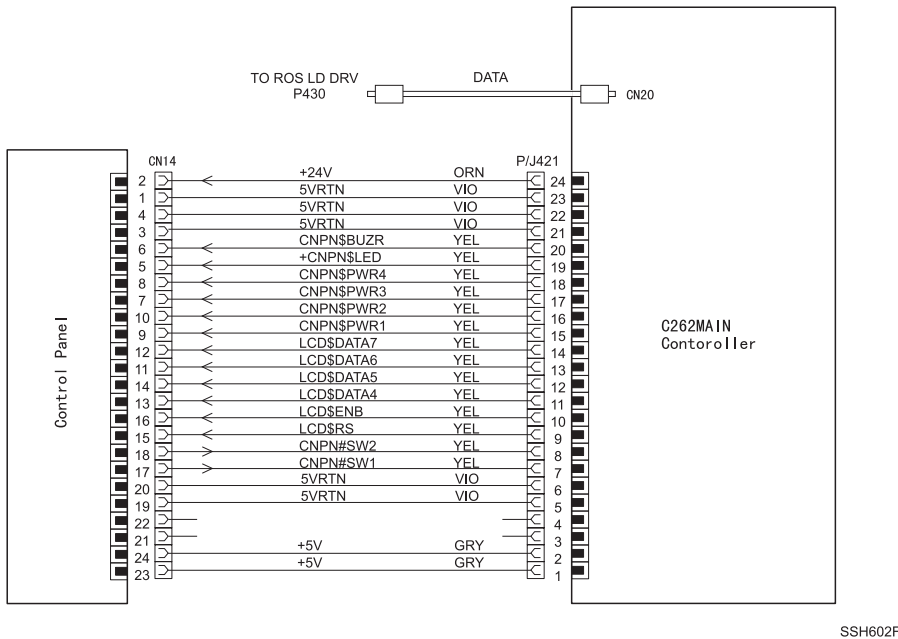 TO ROS LD DRV DATA
P430 CN20
CN14 P/J421
2 +24V ORN 24
1 5VRTN VIO 23
4 5VRTN VIO 22
3 5VRTN VIO 21
6 CNPN$BUZR YEL 20
5 +CNPN$LED YEL 19
8 CNPN$PWR4 YEL 18
7 CNPN$PWR3 YEL 17
10 CNPN$PWR2 YEL 16
9 CNPN$PWR1 YEL 15
12 LCD$DATA7 YEL 14
11 LCD$DATA6 YEL 13
14 LCD$DATA5 YEL 12
13 LCD$DATA4 YEL 11
16 LCD$ENB YEL 10
15 LCD$RS YEL 9
18 CNPN#SW2 YEL 8
17 CNPN#SW1 YEL 7
20 5VRTN VIO 6
19 5VRTN VIO 5
22 4
21 3
24 +5V GRY 2
23 +5V GRY 1
Control Panel
C262MAIN
Contoroller
SSH602F